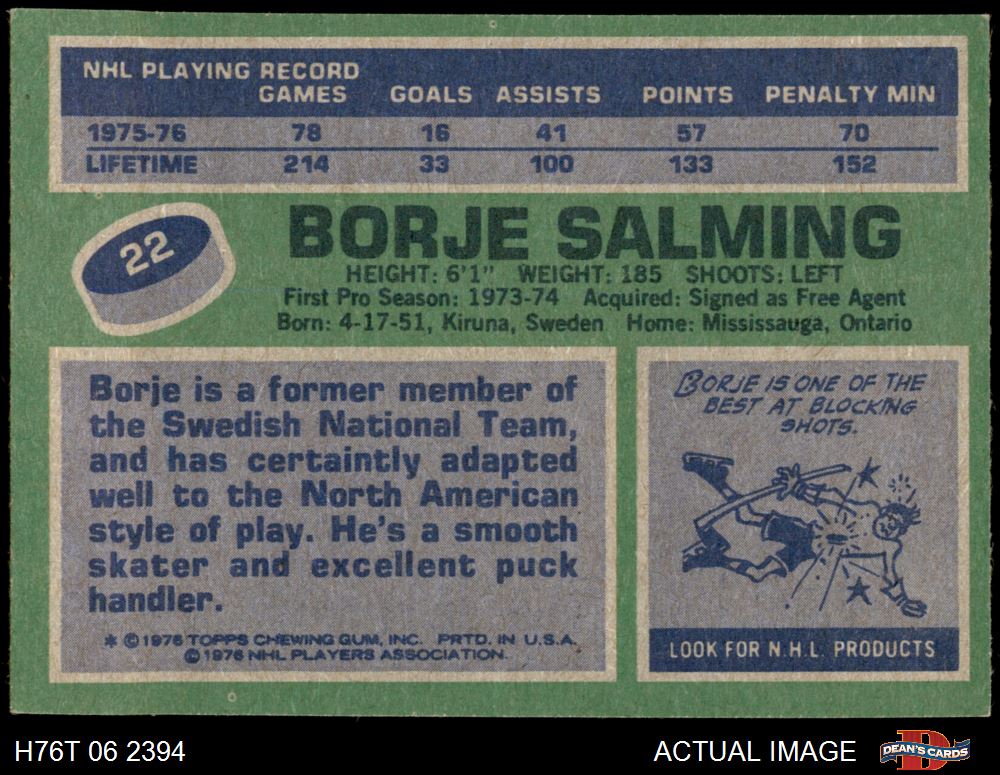 NHL PLAYING RECORD
GAMES GOALS ASSISTS POINTS PENALTY MIN
1975-76 78 16 41 57 70
LIFETIME 214 33 100 133 152
22
BORJE SALMING
HEIGHT: 6'1" WEIGHT: 185 SHOOTS: LEFT
First Pro Season: 1973-74 Acquired: Signed as Free Agent
Born: 4-17-51, Kiruna, Sweden Home: Mississauga, Ontario
Borje is a former member of
the Swedish National Team,
and has certaintly adapted
well to the North American
style of play. He's a smooth
skater and excellent puck
handler.
* © 1976 TOPPS CHEWING GUM, INC. PRTD. IN U.S.A.
© 1976 NHL PLAYERS ASSOCIATION.
BORJE IS ONE OF THE
BEST AT BLOCKING
SHOTS.
LOOK FOR N.H.L. PRODUCTS
H76T 06 2394
ACTUAL IMAGE
D
DEAN'S CARDS